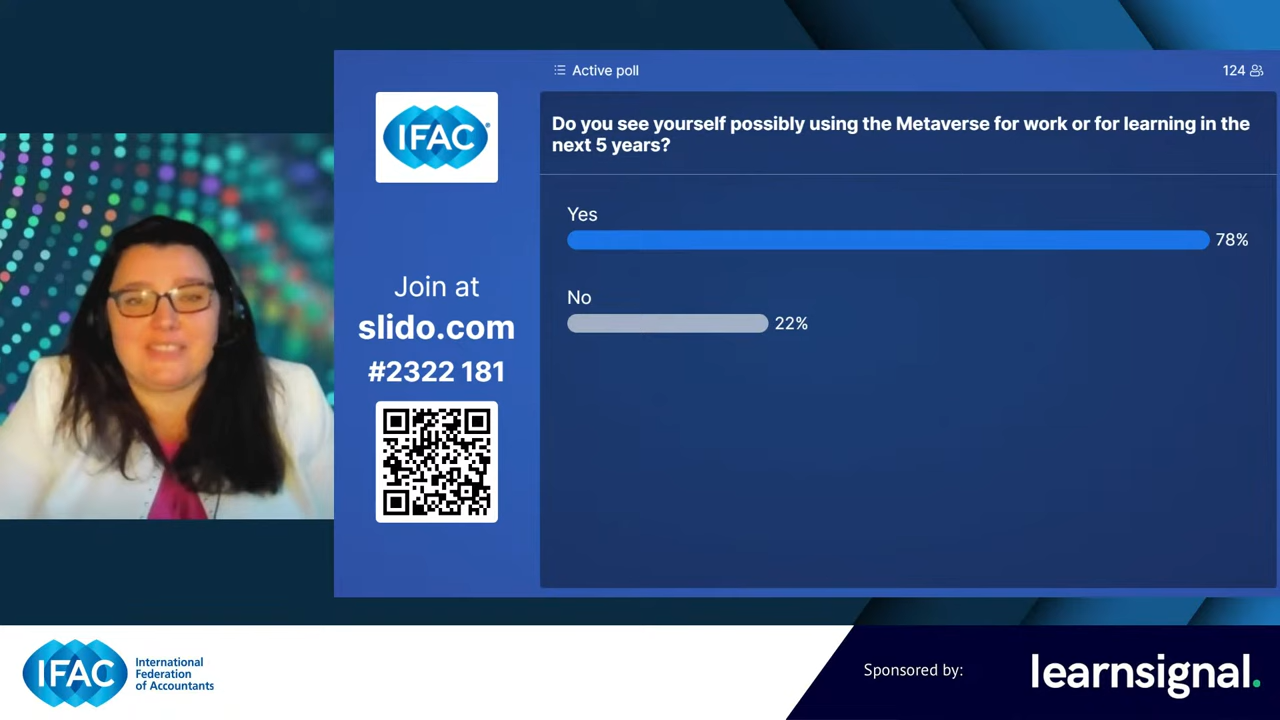 Active poll
124
IFAC
Do you see yourself possibly using the Metaverse for work or for learning in the
next 5 years?
Yes
78%
No
22%
Join at
slido.com
#2322 181
IFAC
International
Federation
of Accountants
Sponsored by:
learnsignal.